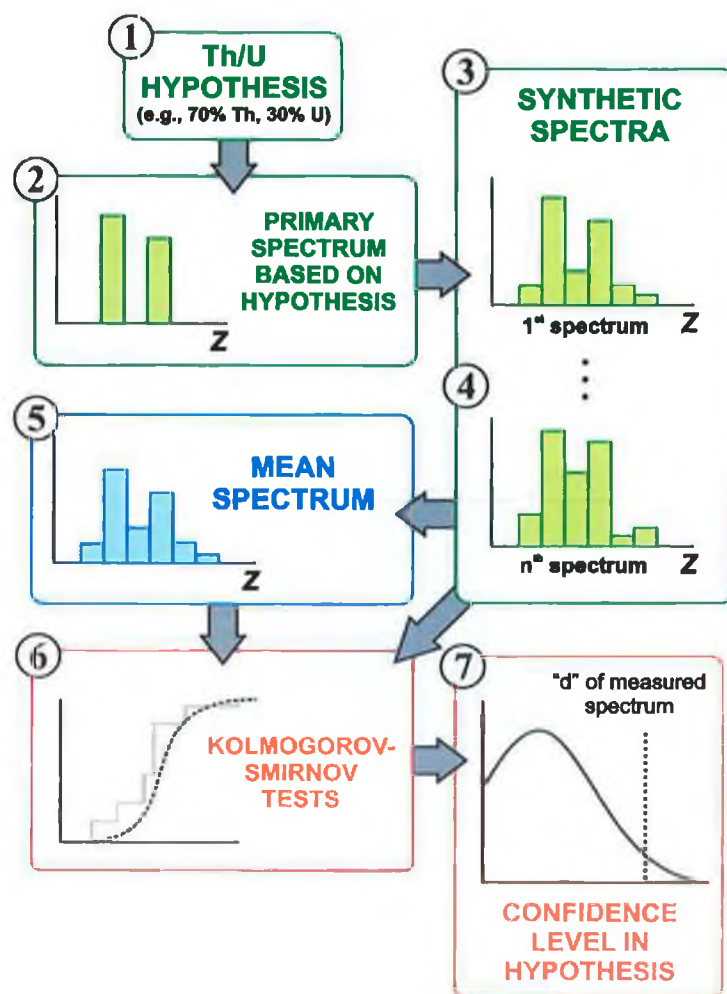 1
Th/U
HYPOTHESIS
(e.g., 70% Th, 30% U)
2
PRIMARY
SPECTRUM
BASED ON
HYPOTHESIS
Z
3
SYNTHETIC
SPECTRA
1st spectrum Z
4
nth spectrum Z
5
MEAN
SPECTRUM
Z
6
KOLMOGOROV-
SMIRNOV
TESTS
7
"d" of measured
spectrum
CONFIDENCE
LEVEL IN
HYPOTHESIS